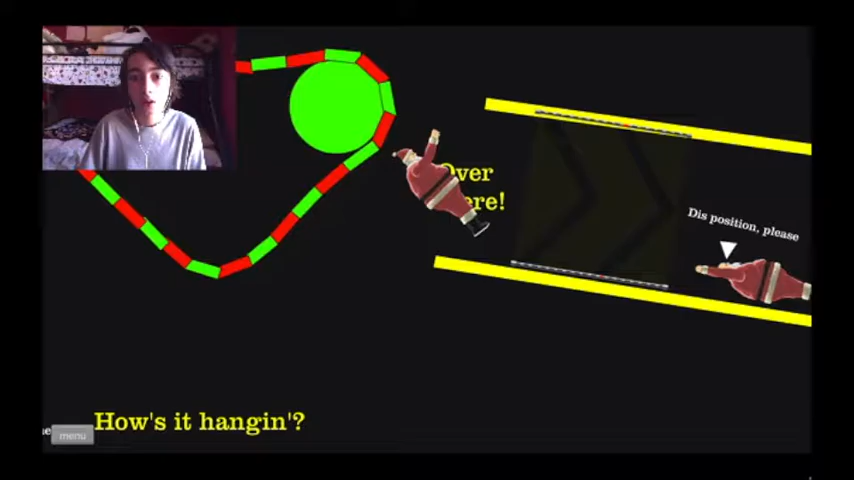 Over
ere!
Dis position, please
How's it hangin'?
menu